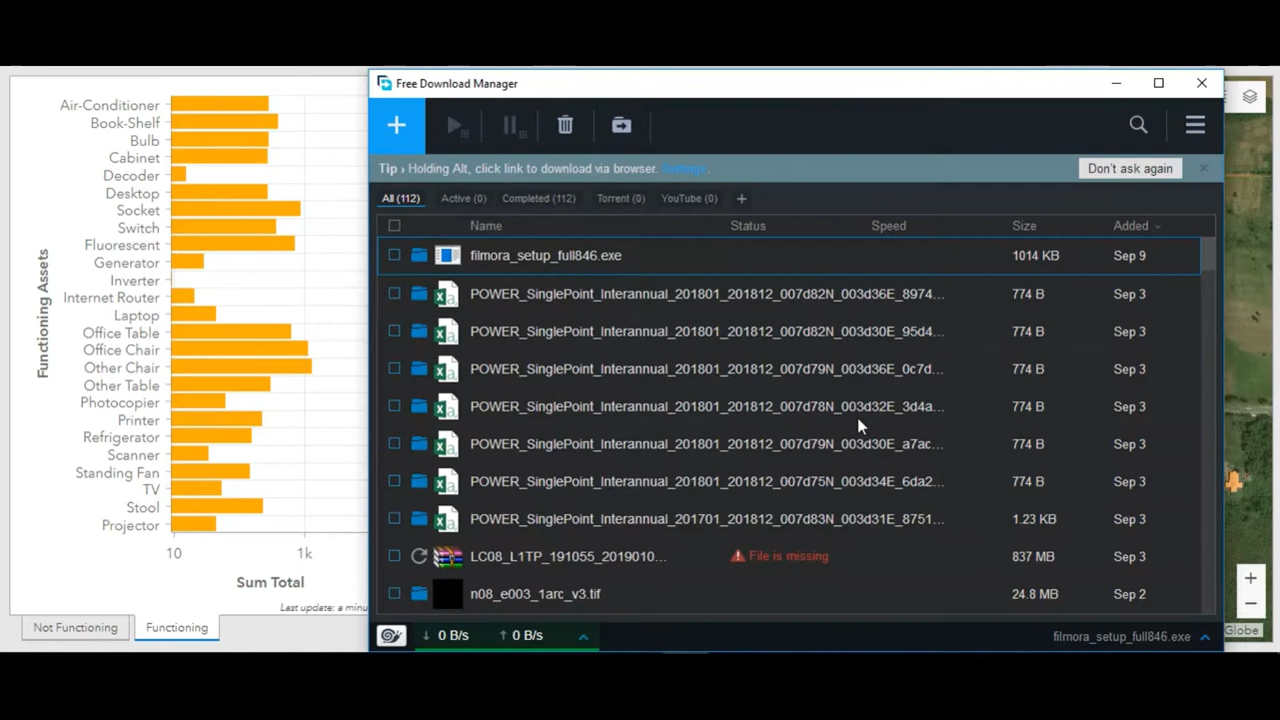 Free Download Manager
Tip › Holding Alt, click link to download via browser. Settings.
Don't ask again
All (112) Active (0) Completed (112) Torrent (0) YouTube (0) +
Name Status Speed Size Added
filmora_setup_full846.exe 1014 KB Sep 9
POWER_SinglePoint_Interannual_201801_201812_007d82N_003d36E_8974... 774 B Sep 3
POWER_SinglePoint_Interannual_201801_201812_007d82N_003d30E_95d4... 774 B Sep 3
POWER_SinglePoint_Interannual_201801_201812_007d79N_003d36E_0c7d... 774 B Sep 3
POWER_SinglePoint_Interannual_201801_201812_007d78N_003d32E_3d4a... 774 B Sep 3
POWER_SinglePoint_Interannual_201801_201812_007d79N_003d30E_a7ac... 774 B Sep 3
POWER_SinglePoint_Interannual_201801_201812_007d75N_003d34E_6da2... 774 B Sep 3
POWER_SinglePoint_Interannual_201701_201812_007d83N_003d31E_8751... 1.23 KB Sep 3
LC08_L1TP_191055_2019010... File is missing 837 MB Sep 3
n08_e003_1arc_v3.tif 24.8 MB Sep 2
↓ 0 B/s ↑ 0 B/s filmora_setup_full846.exe
Functioning Assets
Air-Conditioner
Book-Shelf
Bulb
Cabinet
Decoder
Desktop
Socket
Switch
Fluorescent
Generator
Inverter
Internet Router
Laptop
Office Table
Office Chair
Other Chair
Other Table
Photocopier
Printer
Refrigerator
Scanner
Standing Fan
TV
Stool
Projector
10 1k
Sum Total
Last update: a minu
Not Functioning Functioning
+
−
Globe